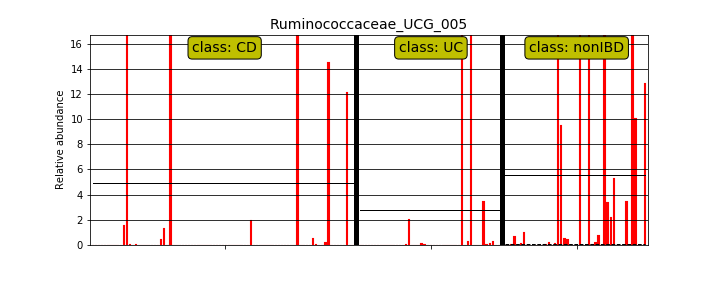 Ruminococcaceae_UCG_005
class: CD
class: UC
class: nonIBD
Relative abundance
16
14
12
10
8
6
4
2
0